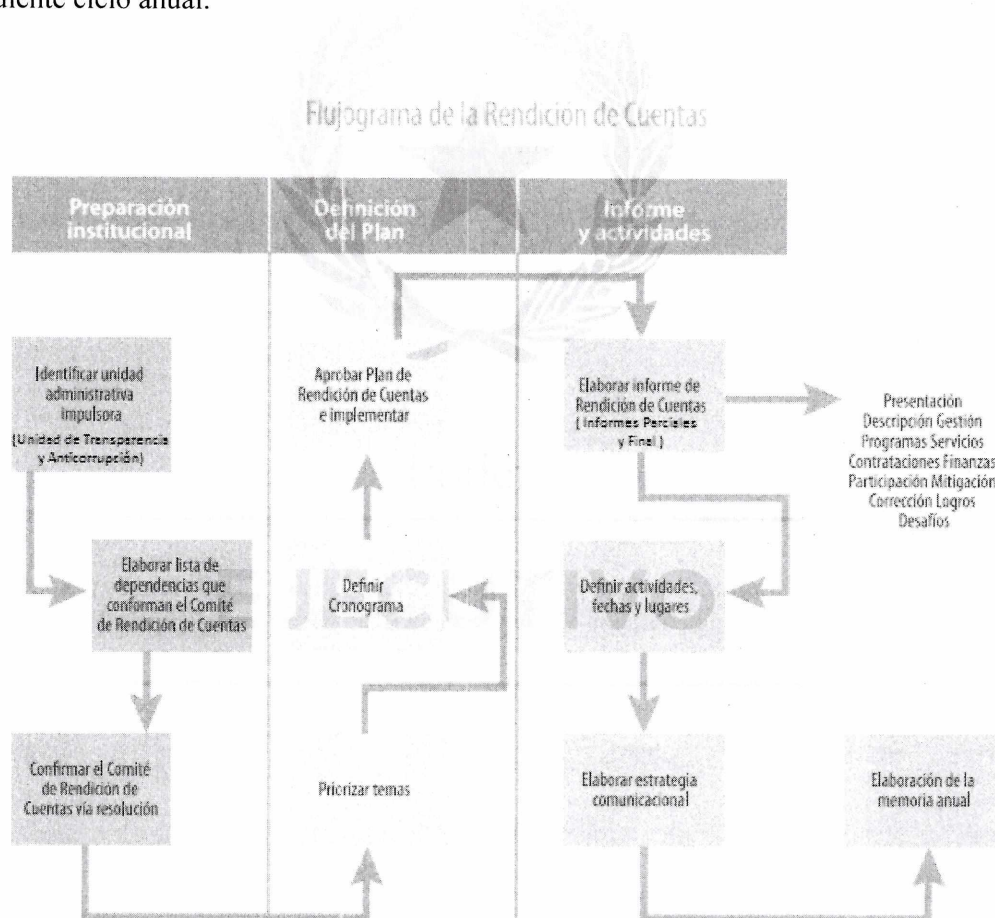 ciclo anual.
Flujograma de la Rendición de Cuentas
Preparación
institucional
Definición
del Plan
Informe
y actividades
Identificar unidad
administrativa
impulsora
(Unidad de Transparencia
y Anticorrupción)
Elaborar lista de
dependencias que
conforman el Comité
de Rendición de Cuentas
Confirmar el Comité
de Rendición de
Cuentas vía resolución
Aprobar Plan de
Rendición de Cuentas
e implementar
Definir
Cronograma
Priorizar temas
Elaborar informe de
Rendición de Cuentas
( Informes Parciales
y Final )
Presentación
Descripción Gestión
Programas Servicios
Contrataciones Finanzas
Participación Mitigación
Corrección Logros
Desafíos
Definir actividades,
fechas y lugares
Elaborar estrategia
comunicacional
Elaboración de la
memoria anual